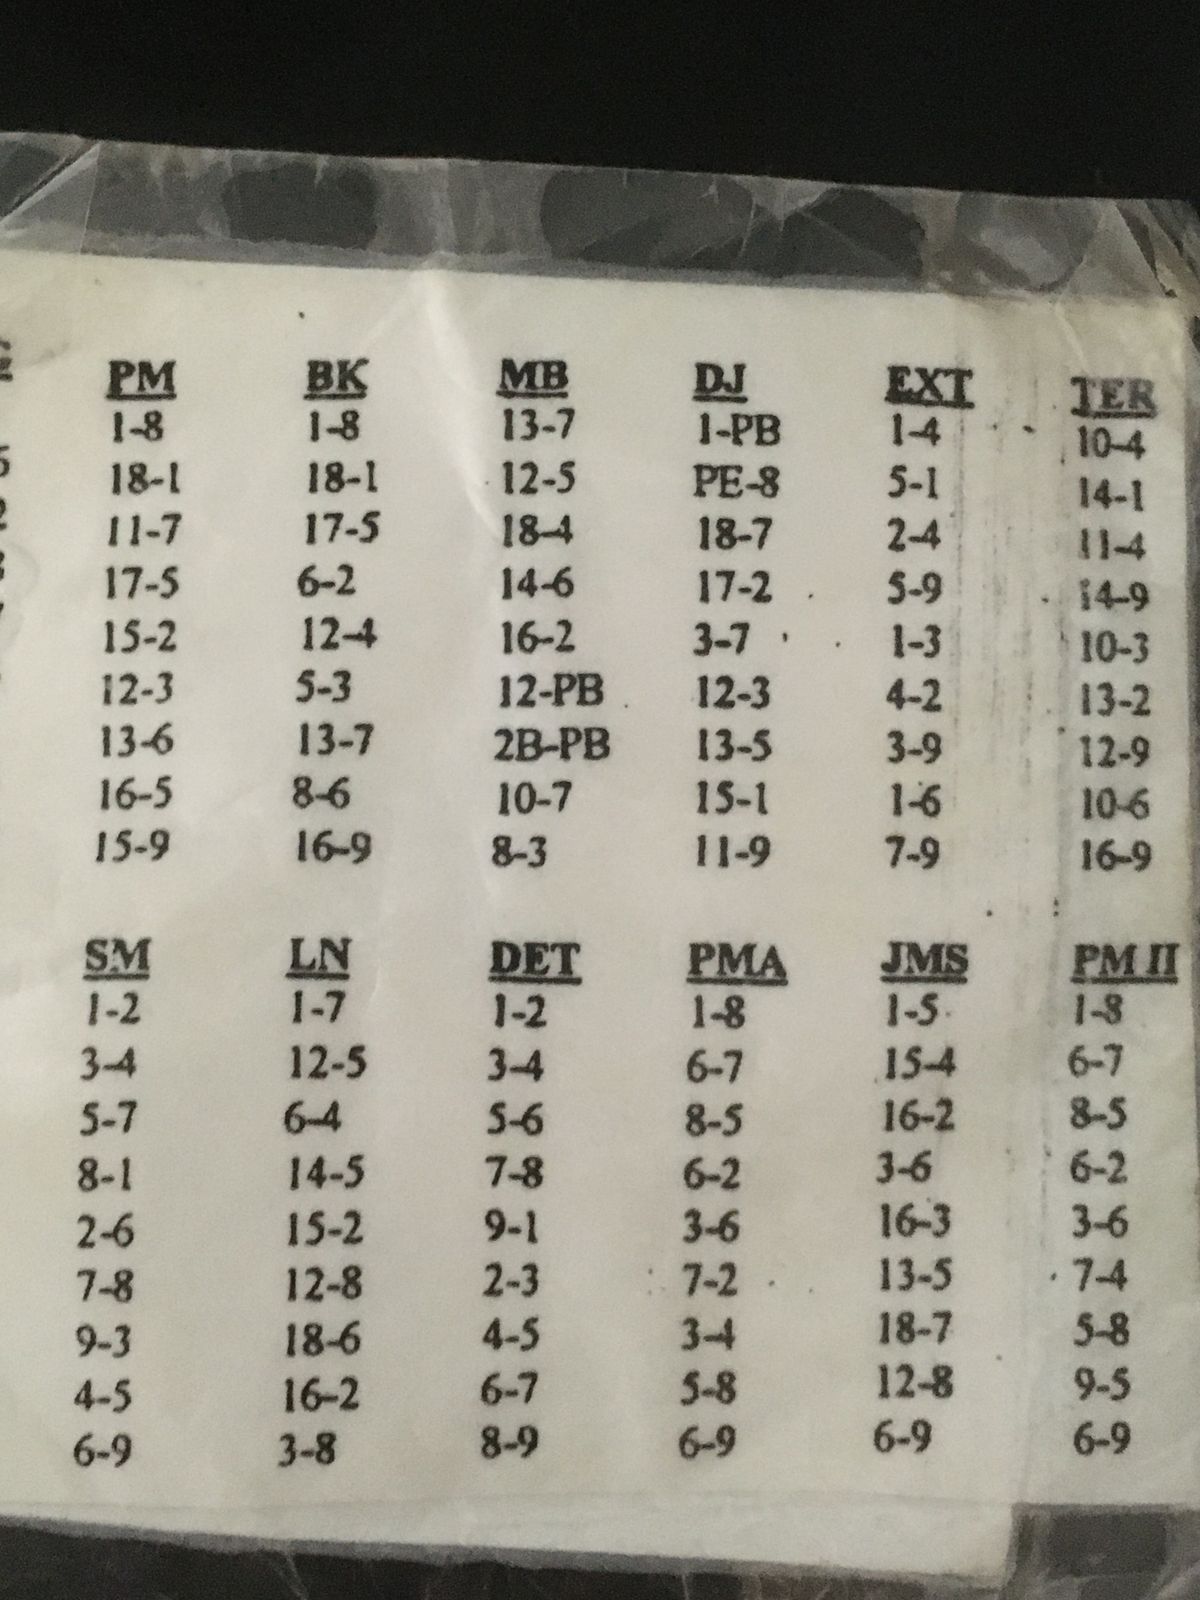 PM BK MB DJ EXT TER
1-8 1-8 13-7 1-PB 1-4 10-4
18-1 18-1 12-5 PE-8 5-1 14-1
11-7 17-5 18-4 18-7 2-4 11-4
17-5 6-2 14-6 17-2 5-9 14-9
15-2 12-4 16-2 3-7 1-3 10-3
12-3 5-3 12-PB 12-3 4-2 13-2
13-6 13-7 2B-PB 13-5 3-9 12-9
16-5 8-6 10-7 15-1 1-6 10-6
15-9 16-9 8-3 11-9 7-9 16-9
SM LN DET PMA JMS PM II
1-2 1-7 1-2 1-8 1-5 1-8
3-4 12-5 3-4 6-7 15-4 6-7
5-7 6-4 5-6 8-5 16-2 8-5
8-1 14-5 7-8 6-2 3-6 6-2
2-6 15-2 9-1 3-6 16-3 3-6
7-8 12-8 2-3 7-2 13-5 7-4
9-3 18-6 4-5 3-4 18-7 5-8
4-5 16-2 6-7 5-8 12-8 9-5
6-9 3-8 8-9 6-9 6-9 6-9